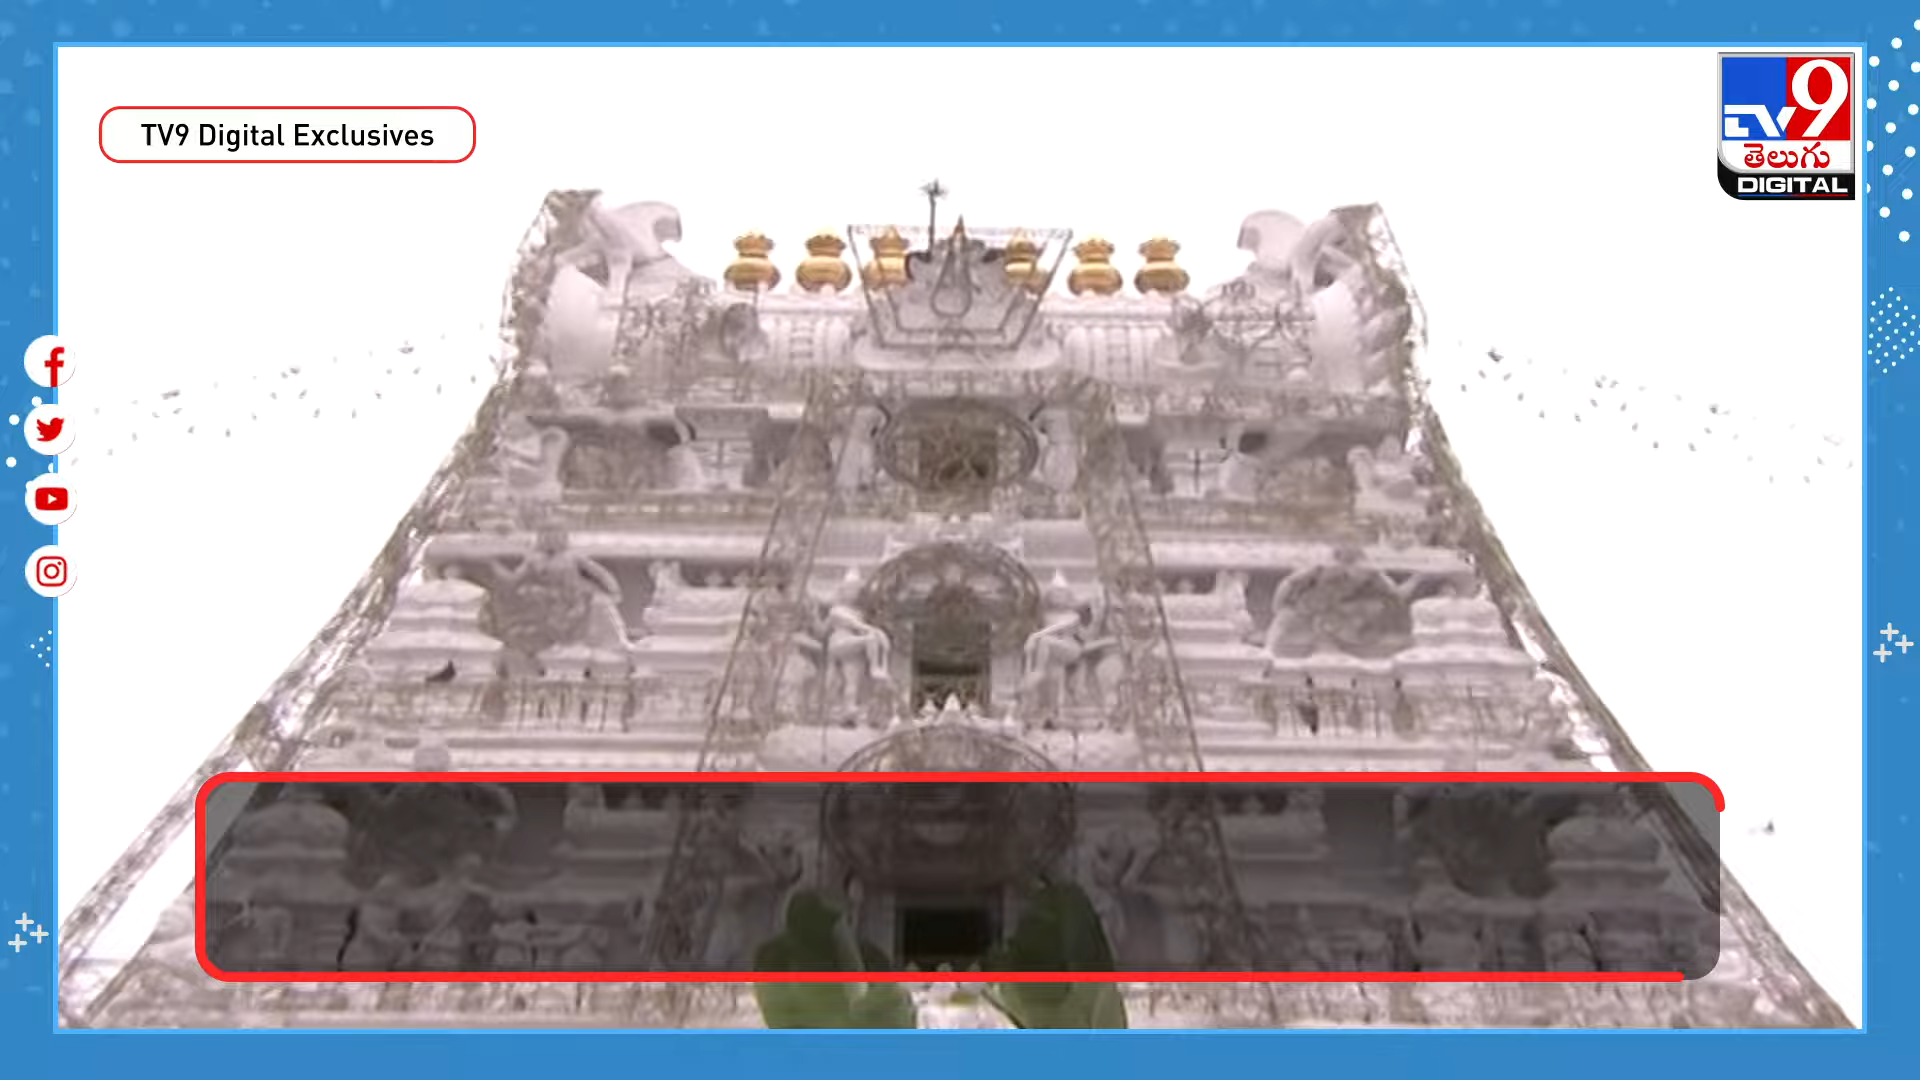 TV9 Digital Exclusives
TV9
తెలుగు
DIGITAL